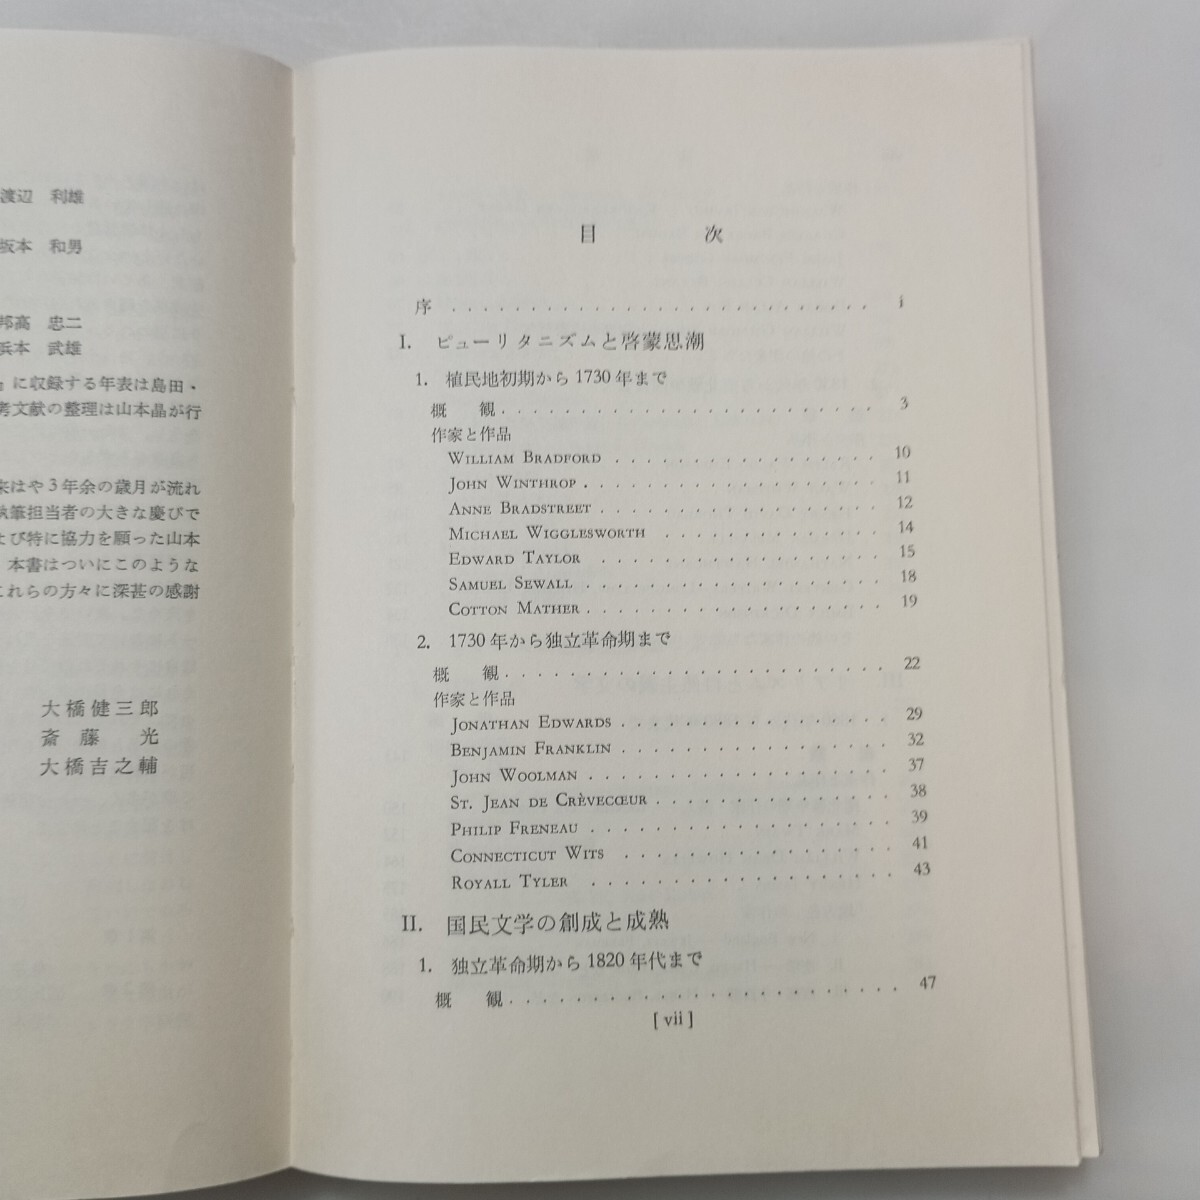 渡辺 利雄
坂本 和男
邦高 忠二
浜本 武雄
に収録する年表は島田・
考文献の整理は山本晶が行
来はや3年余の歳月が流れ
執筆担当者の大きな慶びで
よび特に協力を願った山本
本書はついにこのような
これらの方々に深甚の感謝
大橋健三郎
斎藤 光
大橋吉之輔
目 次
序 . . . . . . . . . . . . . . . . . . . . . . . . . i
I. ピューリタニズムと啓蒙思潮
1. 植民地初期から1730年まで
概 観 . . . . . . . . . . . . . . . . . . . . . . 3
作家と作品
WILLIAM BRADFORD . . . . . . . . . . . . . . . 10
JOHN WINTHROP . . . . . . . . . . . . . . . . 11
ANNE BRADSTREET . . . . . . . . . . . . . . . 12
MICHAEL WIGGLESWORTH . . . . . . . . . . . . 14
EDWARD TAYLOR . . . . . . . . . . . . . . . . 15
SAMUEL SEWALL . . . . . . . . . . . . . . . . 18
COTTON MATHER . . . . . . . . . . . . . . . . 19
2. 1730年から独立革命期まで
概 観 . . . . . . . . . . . . . . . . . . . . . . 22
作家と作品
JONATHAN EDWARDS . . . . . . . . . . . . . . . 29
BENJAMIN FRANKLIN . . . . . . . . . . . . . . 32
JOHN WOOLMAN . . . . . . . . . . . . . . . . 37
ST. JEAN DE CRÈVECŒUR . . . . . . . . . . . . 38
PHILIP FRENEAU . . . . . . . . . . . . . . . . 39
CONNECTICUT WITS . . . . . . . . . . . . . . . 41
ROYALL TYLER . . . . . . . . . . . . . . . . 43
II. 国民文学の創成と成熟
1. 独立革命期から1820年代まで
概 観 . . . . . . . . . . . . . . . . . . . . . . 47
[ vii ]